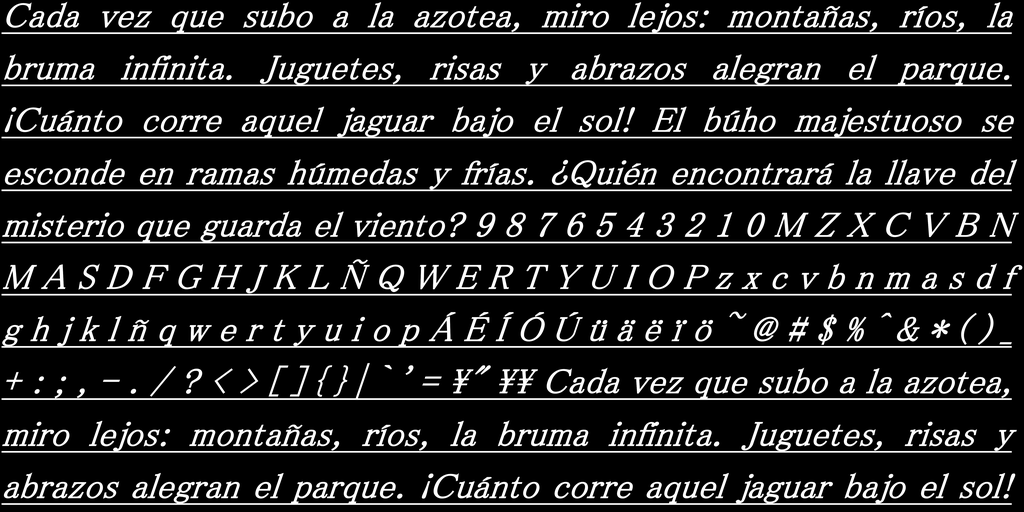 Cada vez que subo a la azotea, miro lejos: montañas, ríos, la
bruma infinita. Juguetes, risas y abrazos alegran el parque.
¡Cuánto corre aquel jaguar bajo el sol! El búho majestuoso se
esconde en ramas húmedas y frías. ¿Quién encontrará la llave del
misterio que guarda el viento? 9 8 7 6 5 4 3 2 1 0 M Z X C V B N
M A S D F G H J K L Ñ Q W E R T Y U I O P z x c v b n m a s d f
g h j k l ñ q w e r t y u i o p Á É Í Ó Ú ü ä ë ï ö ~ @ # $ % ^ & * ( ) _
+ : ; , - . / ? < > [ ] { } | ` ' = ¥ " ¥¥ Cada vez que subo a la azotea,
miro lejos: montañas, ríos, la bruma infinita. Juguetes, risas y
abrazos alegran el parque. ¡Cuánto corre aquel jaguar bajo el sol!